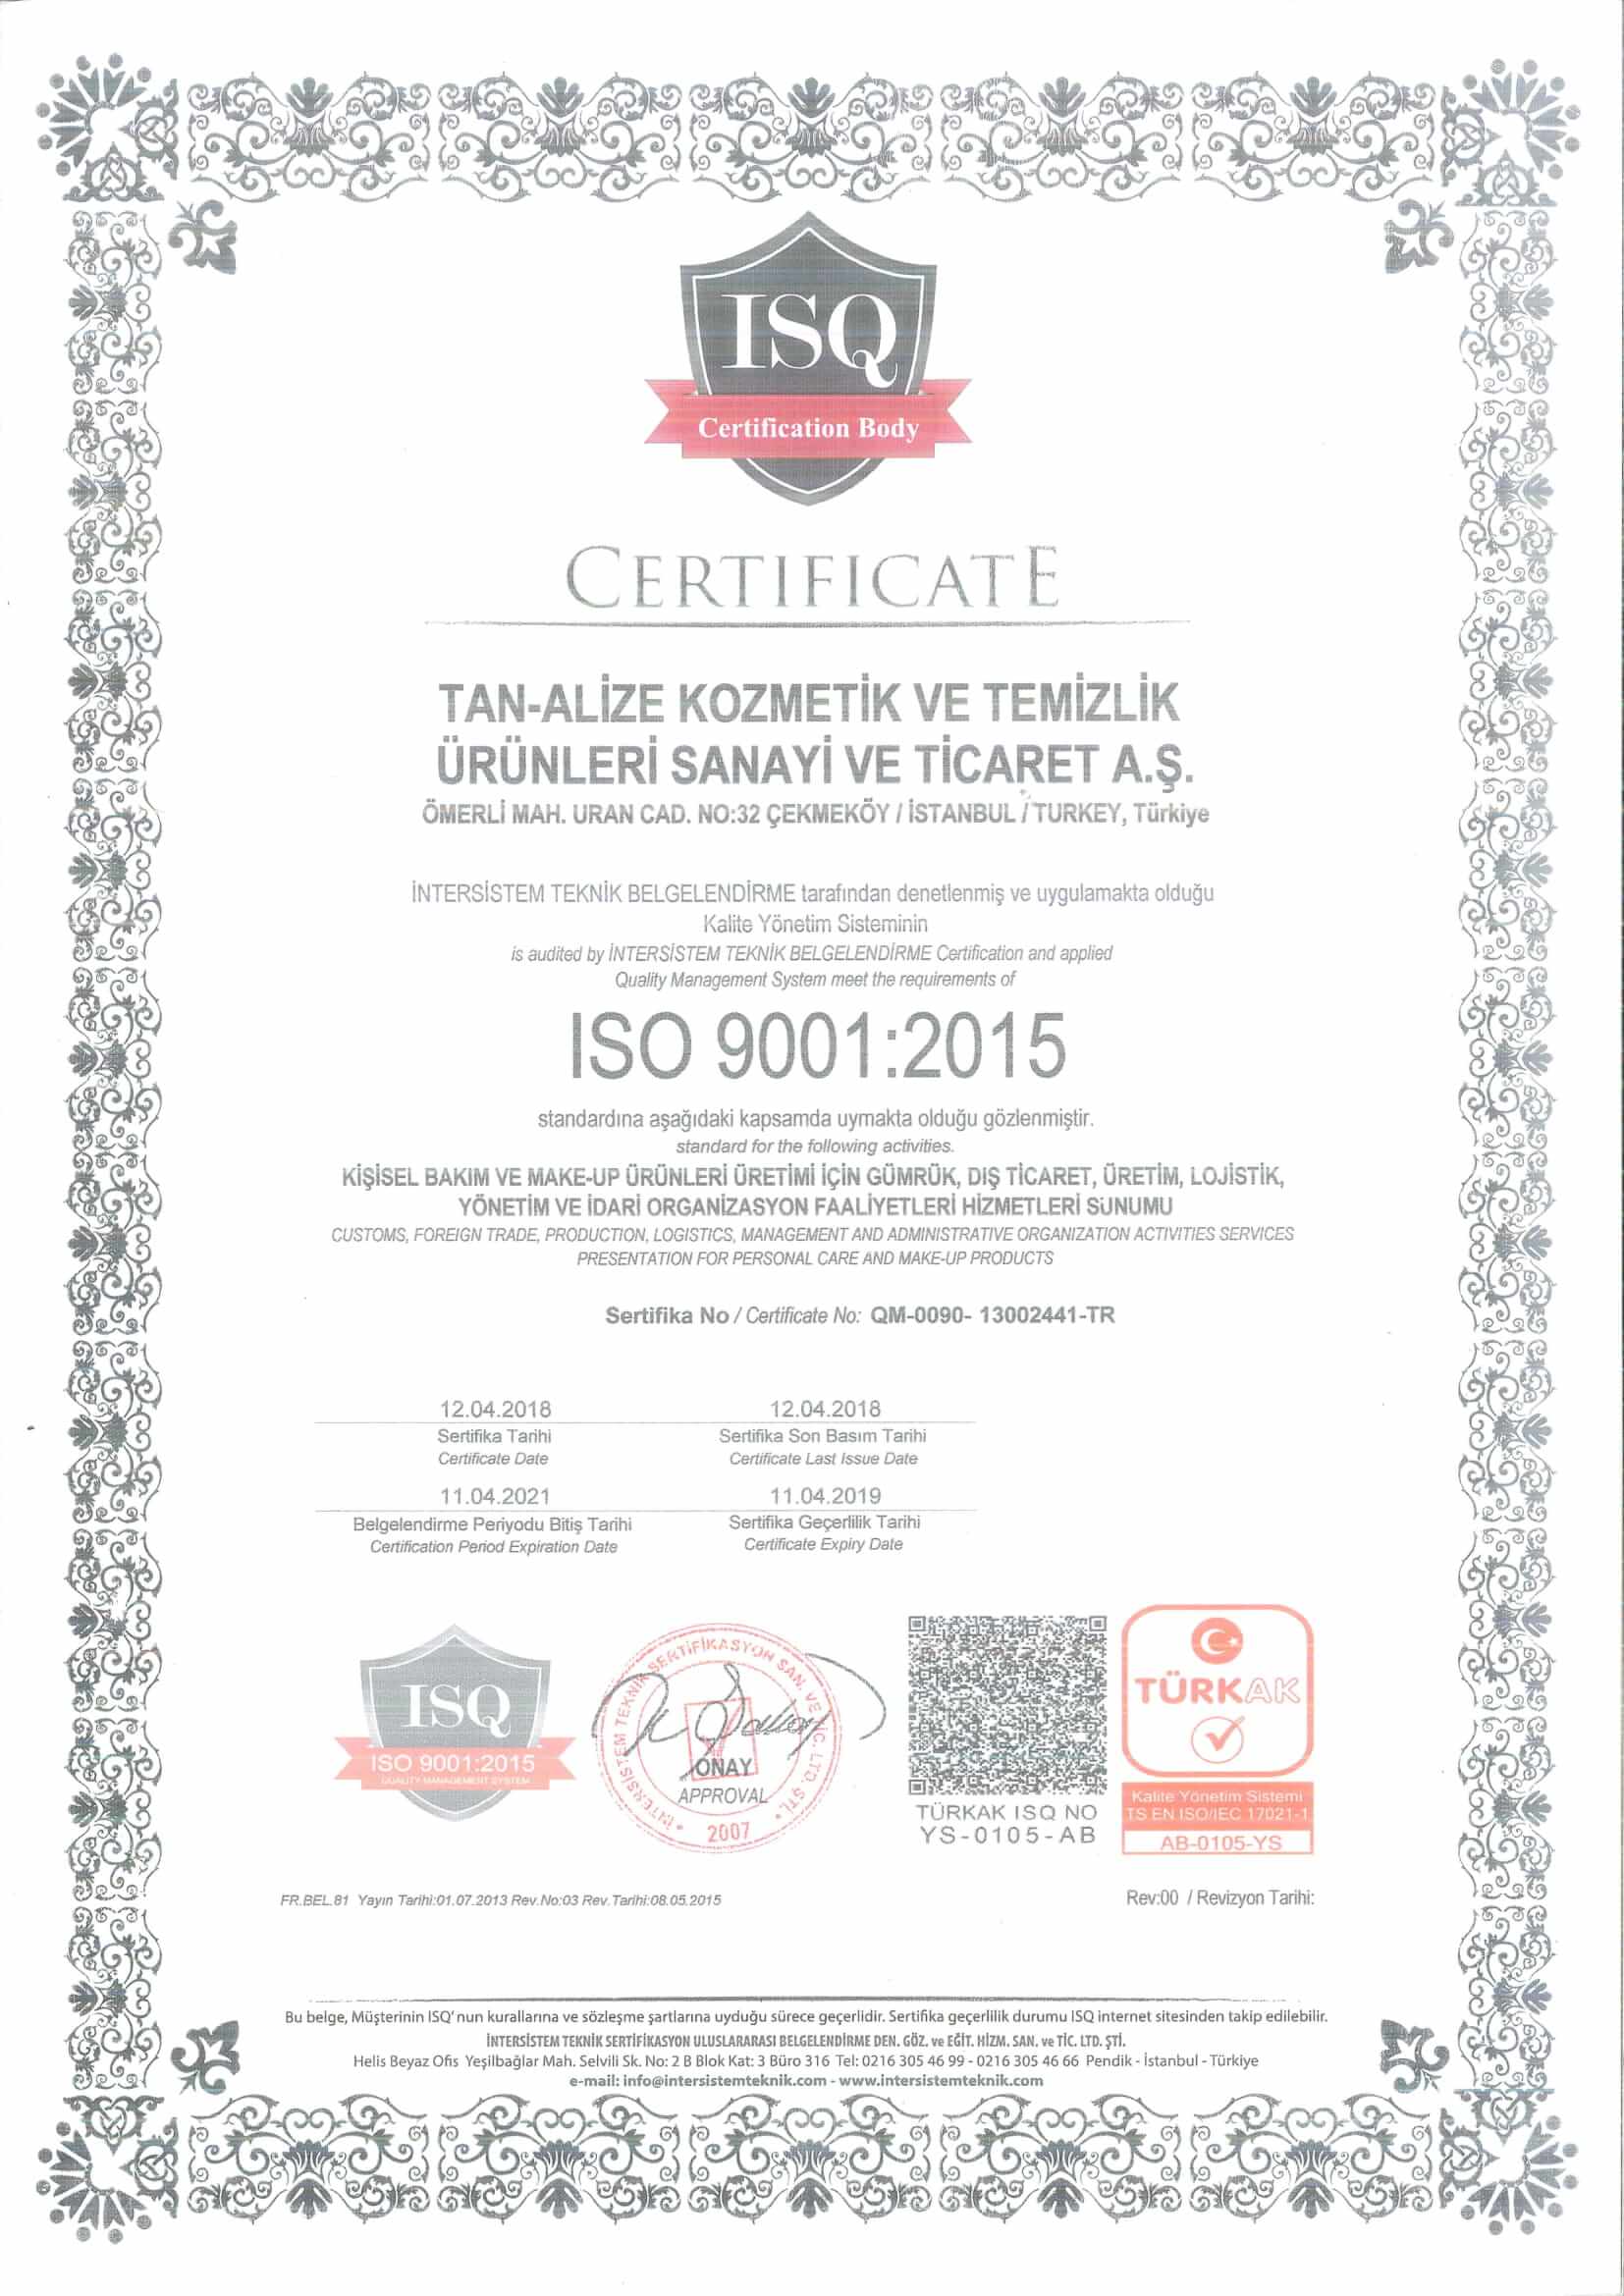 ISQ
Certification Body
CERTIFICATE
TAN-ALİZE KOZMETİK VE TEMİZLİK
ÜRÜNLERİ SANAYİ VE TİCARET A.Ş.
ÖMERLİ MAH. URAN CAD. NO:32 ÇEKMEKÖY / İSTANBUL / TURKEY, Türkiye
İNTERSİSTEM TEKNİK BELGELENDİRME tarafından denetlenmiş ve uygulamakta olduğu
Kalite Yönetim Sisteminin
is audited by İNTERSİSTEM TEKNİK BELGELENDİRME Certification and applied
Quality Management System meet the requirements of
ISO 9001:2015
standardına aşağıdaki kapsamda uymakta olduğu gözlenmiştir.
standard for the following activities.
KİŞİSEL BAKIM VE MAKE-UP ÜRÜNLERİ ÜRETİMİ İÇİN GÜMRÜK, DIŞ TİCARET, ÜRETİM, LOJİSTİK,
YÖNETİM VE İDARİ ORGANİZASYON FAALİYETLERİ HİZMETLERİ SUNUMU
CUSTOMS, FOREIGN TRADE, PRODUCTION, LOGISTICS, MANAGEMENT AND ADMINISTRATIVE ORGANIZATION ACTIVITIES SERVICES
PRESENTATION FOR PERSONAL CARE AND MAKE-UP PRODUCTS
Sertifika No / Certificate No: QM-0090- 13002441-TR
12.04.2018 12.04.2018
Sertifika Tarihi Sertifika Son Basım Tarihi
Certificate Date Certificate Last Issue Date
11.04.2021 11.04.2019
Belgelendirme Periyodu Bitiş Tarihi Sertifika Geçerlilik Tarihi
Certification Period Expiration Date Certificate Expiry Date
ISQ
ISO 9001:2015
QUALITY MANAGEMENT SYSTEM
İNTERSİSTEM TEKNİK SERTİFİKASYON SAN. VE TİC. LTD. ŞTİ.
ONAY
APPROVAL
2007
TÜRKAK ISQ NO
YS-0105-AB
TÜRKAK
Kalite Yönetim Sistemi
TS EN ISO/IEC 17021-1
AB-0105-YS
FR.BEL.81 Yayın Tarihi:01.07.2013 Rev.No:03 Rev.Tarihi:08.05.2015
Rev:00 / Revizyon Tarihi:
Bu belge, Müşterinin ISQ'nun kurallarına ve sözleşme şartlarına uyduğu sürece geçerlidir. Sertifika geçerlilik durumu ISQ internet sitesinden takip edilebilir.
İNTERSİSTEM TEKNİK SERTİFİKASYON ULUSLARARASI BELGELENDİRME DEN. GÖZ. ve EĞİT. HİZM. SAN. ve TİC. LTD. ŞTİ.
Helis Beyaz Ofis Yeşilbağlar Mah. Selvili Sk. No: 2 B Blok Kat: 3 Büro 316 Tel: 0216 305 46 99 - 0216 305 46 66 Pendik - İstanbul - Türkiye
e-mail: info@intersistemteknik.com - www.intersistemteknik.com